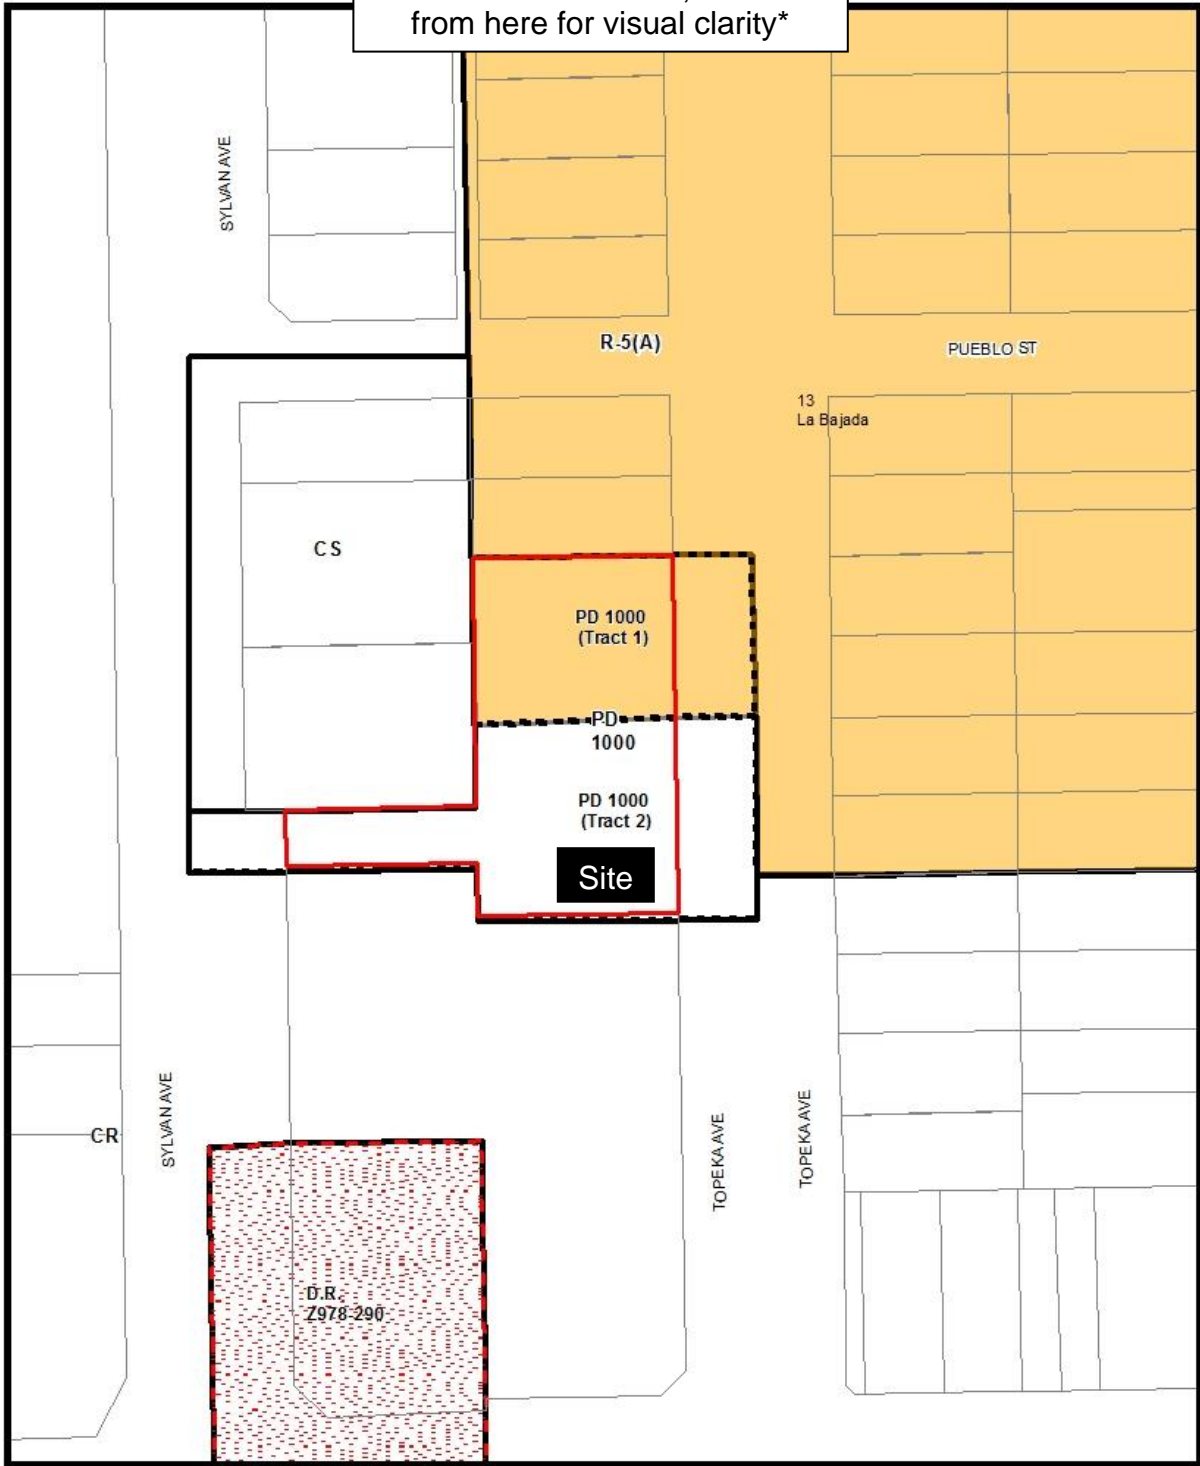 from here for visual clarity*
SYLVAN AVE
R-5(A)
PUEBLO ST
13
La Bajada
CS
PD 1000
(Tract 1)
PD
1000
PD 1000
(Tract 2)
Site
CR
SYLVAN AVE
TOPEKA AVE
TOPEKA AVE
D.R.
Z978-290